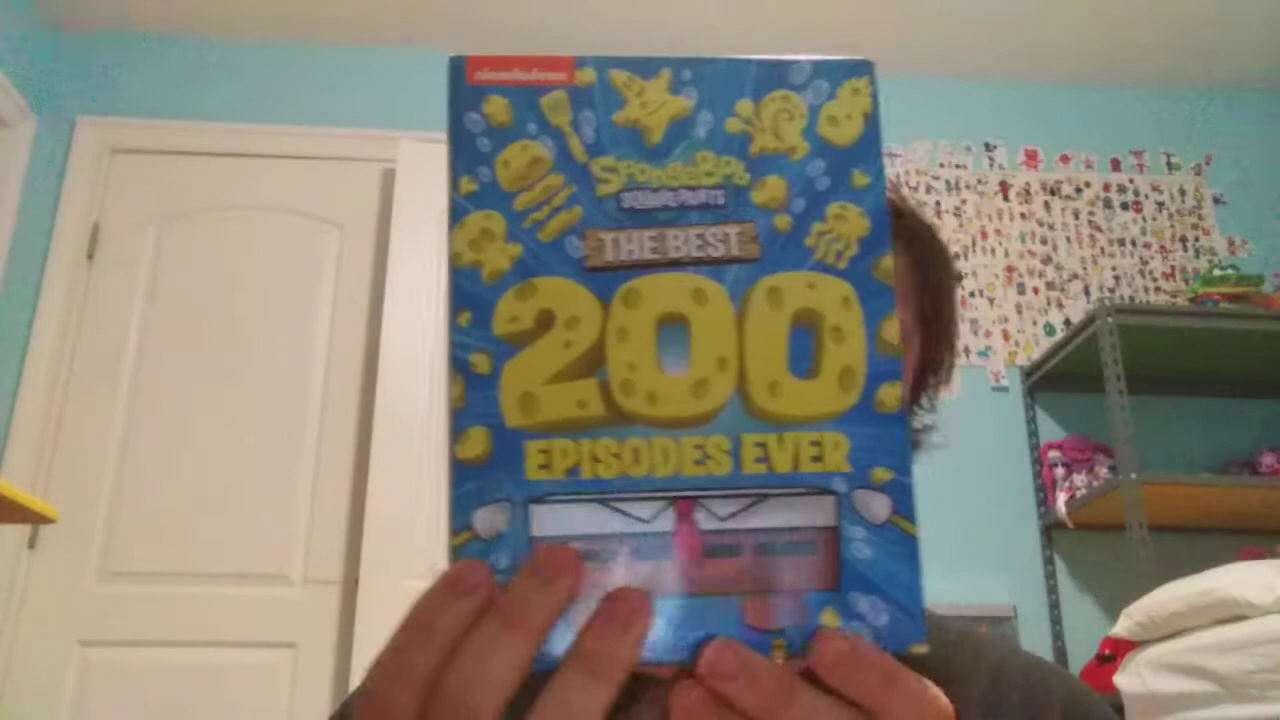 nickelodeon
SPONGEBOB
SQUAREPANTS
THE BEST
200
EPISODES EVER